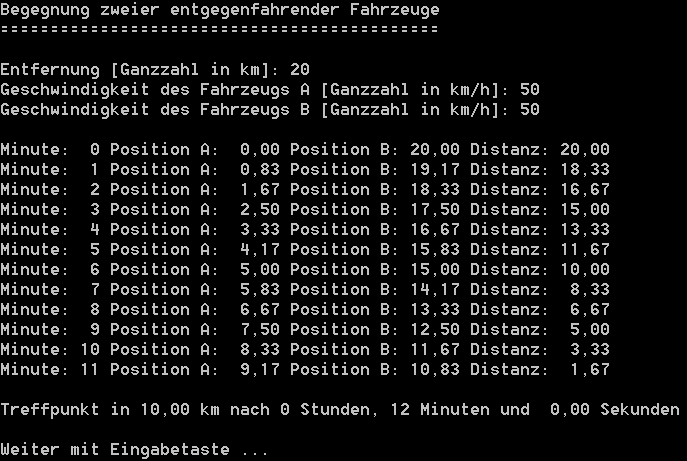 Begegnung zweier entgegenfahrender Fahrzeuge
============================================
Entfernung [Ganzzahl in km]: 20
Geschwindigkeit des Fahrzeugs A [Ganzzahl in km/h]: 50
Geschwindigkeit des Fahrzeugs B [Ganzzahl in km/h]: 50
Minute:  0 Position A:  0,00 Position B: 20,00 Distanz: 20,00
Minute:  1 Position A:  0,83 Position B: 19,17 Distanz: 18,33
Minute:  2 Position A:  1,67 Position B: 18,33 Distanz: 16,67
Minute:  3 Position A:  2,50 Position B: 17,50 Distanz: 15,00
Minute:  4 Position A:  3,33 Position B: 16,67 Distanz: 13,33
Minute:  5 Position A:  4,17 Position B: 15,83 Distanz: 11,67
Minute:  6 Position A:  5,00 Position B: 15,00 Distanz: 10,00
Minute:  7 Position A:  5,83 Position B: 14,17 Distanz:  8,33
Minute:  8 Position A:  6,67 Position B: 13,33 Distanz:  6,67
Minute:  9 Position A:  7,50 Position B: 12,50 Distanz:  5,00
Minute: 10 Position A:  8,33 Position B: 11,67 Distanz:  3,33
Minute: 11 Position A:  9,17 Position B: 10,83 Distanz:  1,67
Treffpunkt in 10,00 km nach 0 Stunden, 12 Minuten und  0,00 Sekunden
Weiter mit Eingabetaste ...